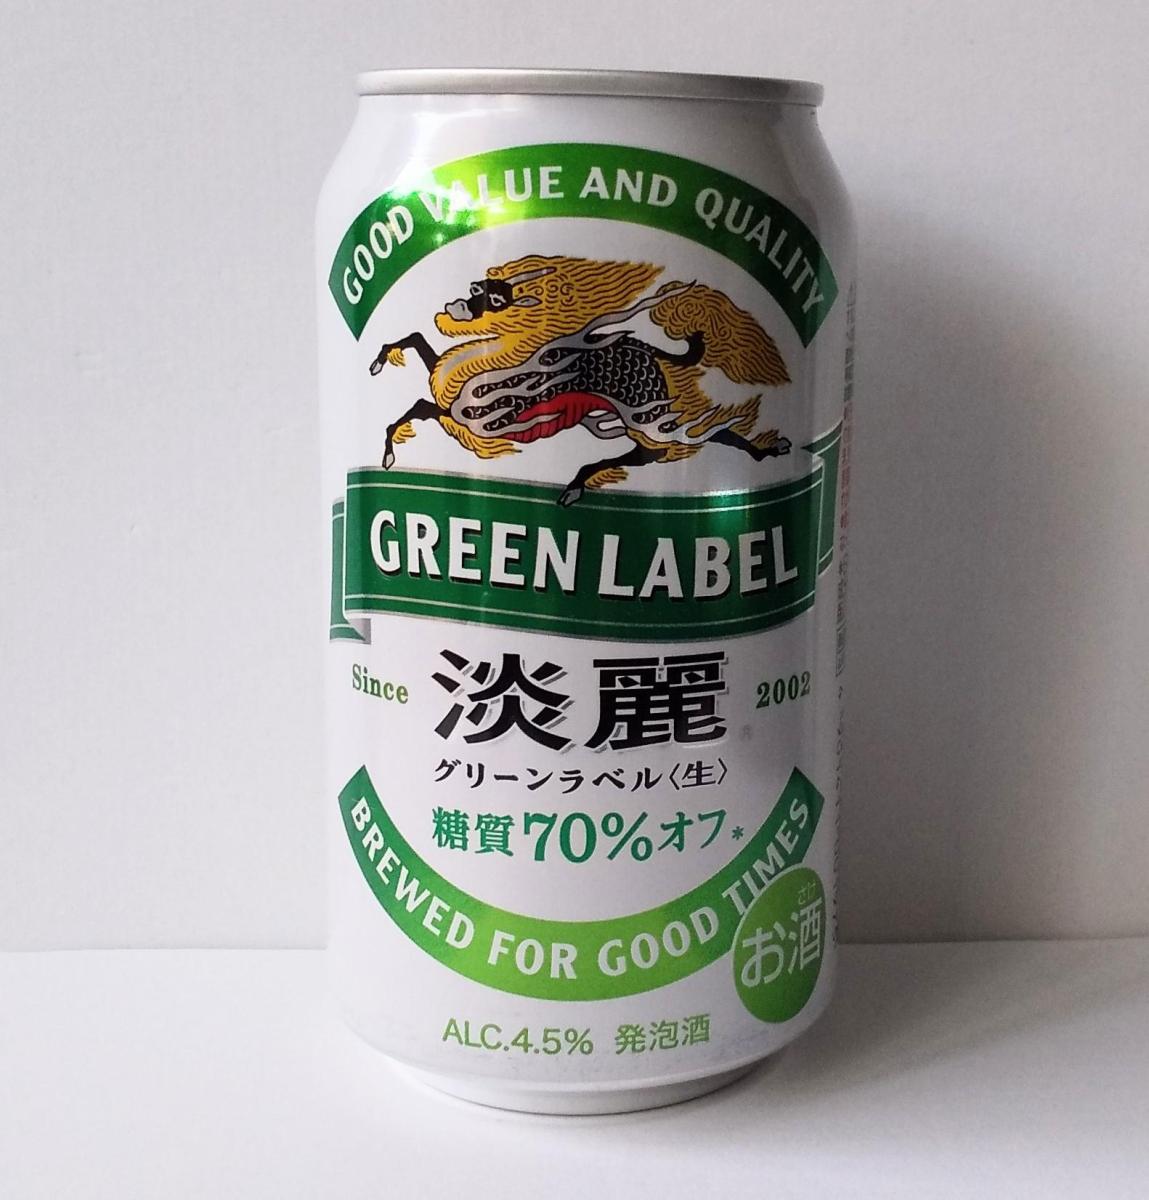 GOOD VALUE AND QUALITY
GREEN LABEL
Since
淡麗
2002
グリーンラベル〈生〉
糖質70%オフ*
BREWED FOR GOOD TIMES
さけ
お酒
ALC.4.5% 発泡酒